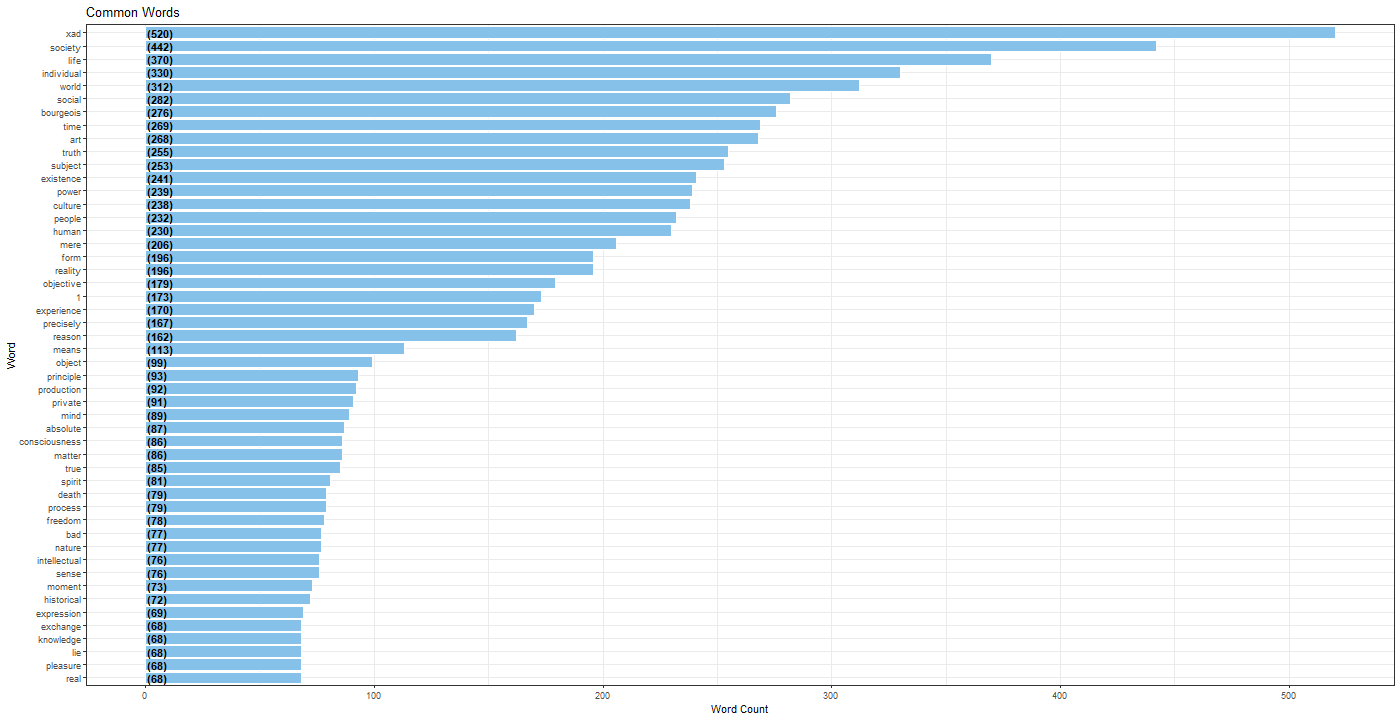 Common Words
xad (520)
society (442)
life (370)
individual (330)
world (312)
social (282)
bourgeois (276)
time (269)
art (268)
truth (255)
subject (253)
existence (241)
power (239)
culture (238)
people (232)
human (230)
mere (206)
form (196)
reality (196)
objective (179)
1 (173)
experience (170)
precisely (167)
reason (162)
means (113)
object (99)
principle (93)
production (92)
private (91)
mind (89)
absolute (87)
consciousness (86)
matter (86)
true (85)
spirit (81)
death (79)
process (79)
freedom (78)
bad (77)
nature (77)
intellectual (76)
sense (76)
moment (73)
historical (72)
expression (69)
exchange (68)
knowledge (68)
lie (68)
pleasure (68)
real (68)
0 100 200 300 400 500
Word Count
Word